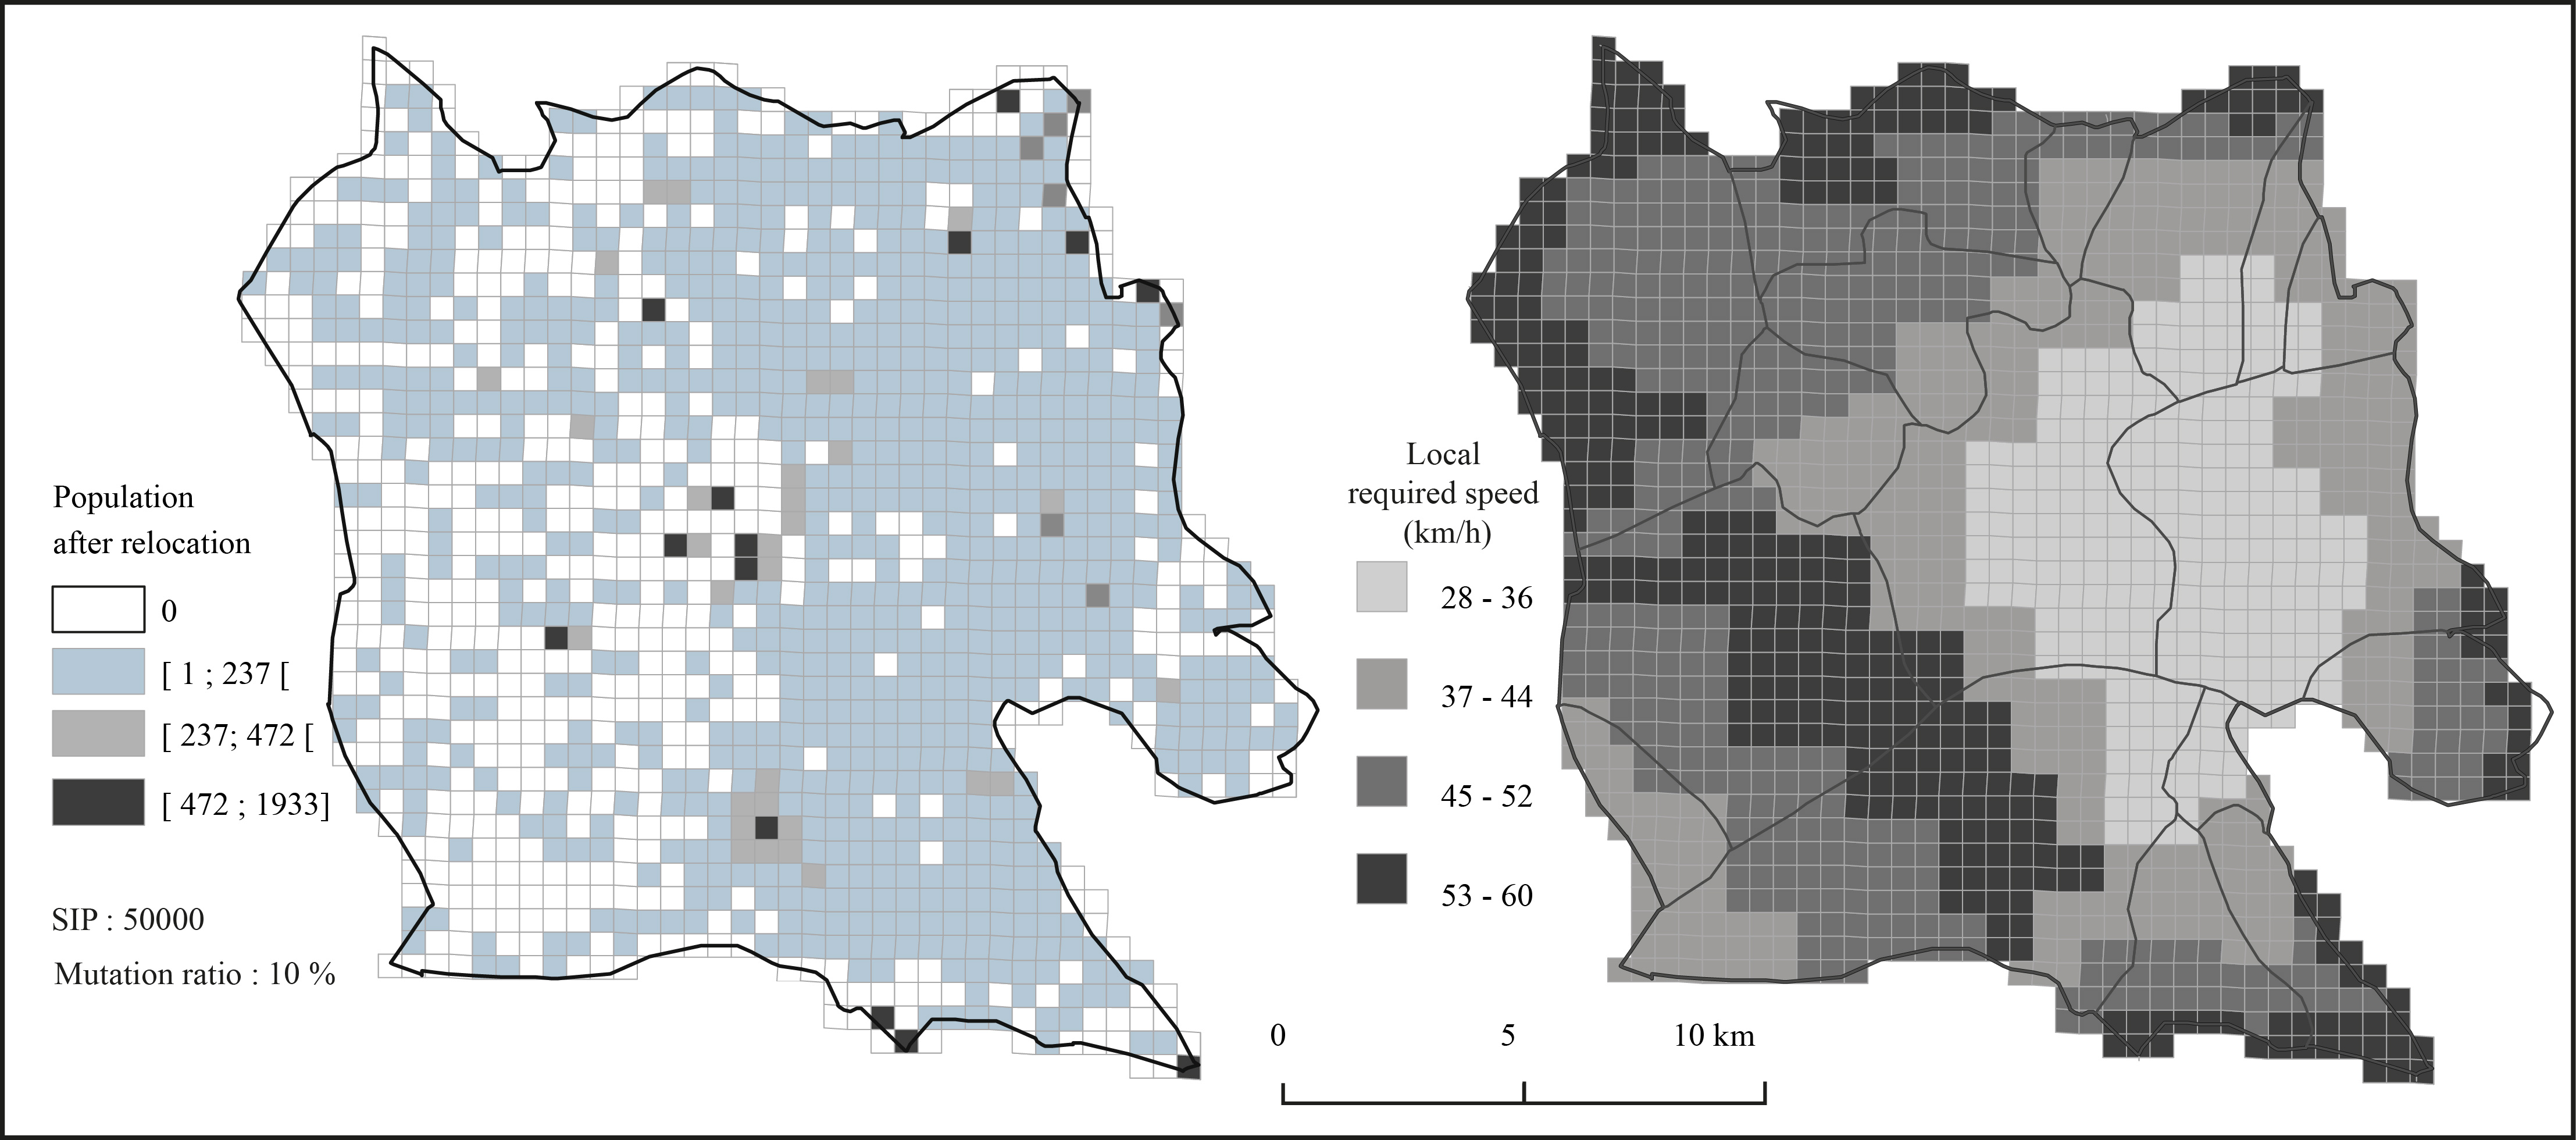 Population
after relocation
0
[ 1 ; 237 [
[ 237; 472 [
[ 472 ; 1933]
SIP : 50000
Mutation ratio : 10 %
Local
required speed
(km/h)
28 - 36
37 - 44
45 - 52
53 - 60
0 5 10 km